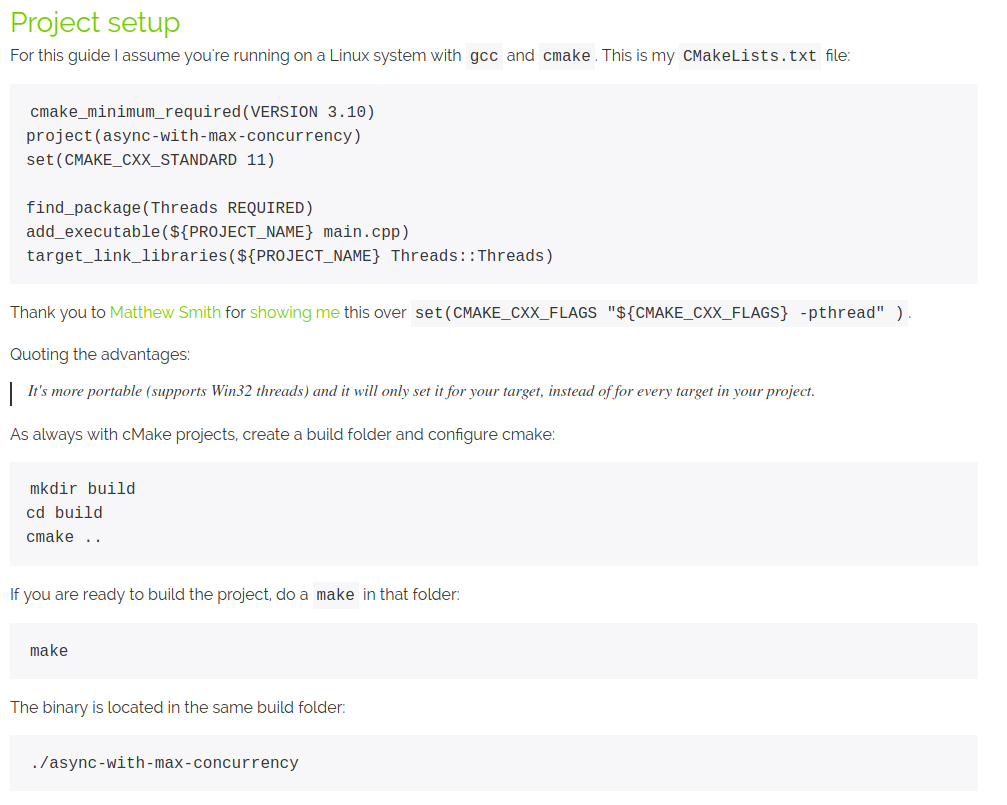 Project setup
For this guide I assume you're running on a Linux system with gcc and cmake. This is my CMakeLists.txt file:
cmake_minimum_required(VERSION 3.10)
project(async-with-max-concurrency)
set(CMAKE_CXX_STANDARD 11)
find_package(Threads REQUIRED)
add_executable(${PROJECT_NAME} main.cpp)
target_link_libraries(${PROJECT_NAME} Threads::Threads)
Thank you to Matthew Smith for showing me this over set(CMAKE_CXX_FLAGS "${CMAKE_CXX_FLAGS} -pthread" ).
Quoting the advantages:
It's more portable (supports Win32 threads) and it will only set it for your target, instead of for every target in your project.
As always with cMake projects, create a build folder and configure cmake:
mkdir build
cd build
cmake ..
If you are ready to build the project, do a make in that folder:
make
The binary is located in the same build folder:
./async-with-max-concurrency